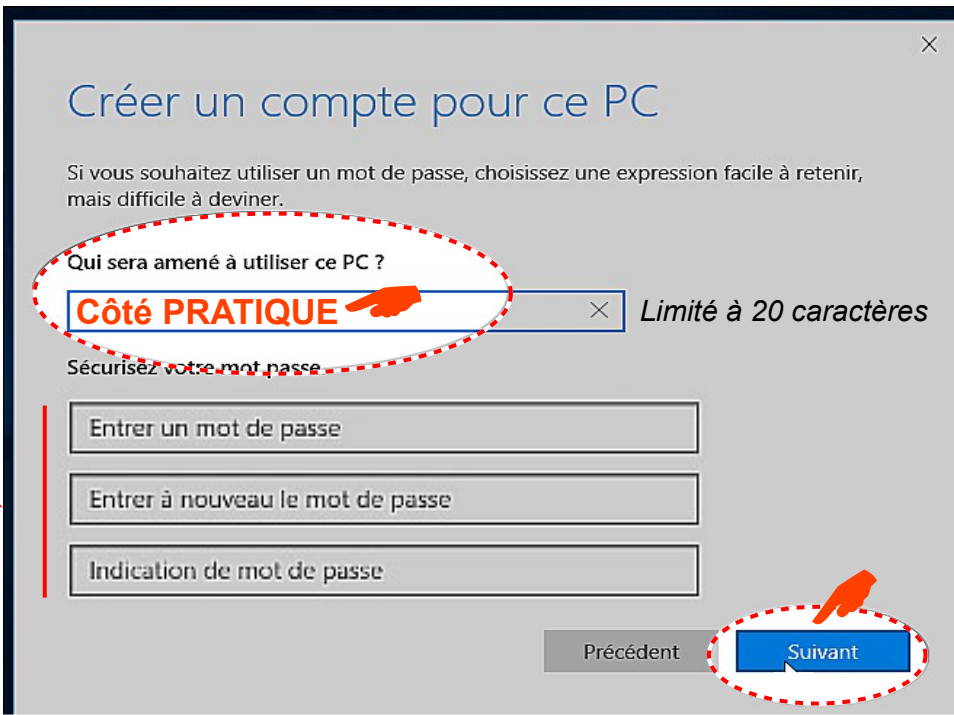 Créer un compte pour ce PC
Si vous souhaitez utiliser un mot de passe, choisissez une expression facile à retenir,
mais difficile à deviner.
Qui sera amené à utiliser ce PC ?
Côté PRATIQUE
Limité à 20 caractères
Sécurisez votre mot passe
Entrer un mot de passe
Entrer à nouveau le mot de passe
Indication de mot de passe
Précédent
Suivant